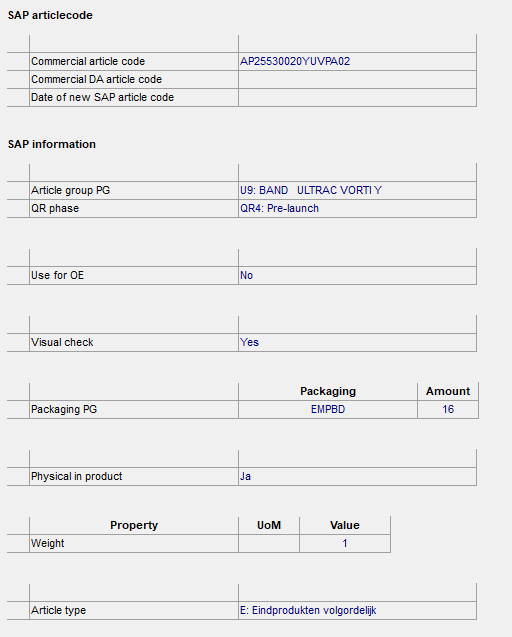 SAP articlecode
Commercial article code AP25530020YUVPA02
Commercial DA article code
Date of new SAP article code
SAP information
Article group PG U9: BAND ULTRAC VORTI Y
QR phase QR4: Pre-launch
Use for OE No
Visual check Yes
Packaging Amount
Packaging PG EMPBD 16
Physical in product Ja
Property UoM Value
Weight 1
Article type E: Eindprodukten volgordelijk